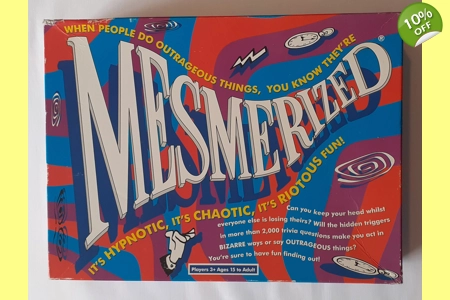 10%
OFF
WHEN PEOPLE DO OUTRAGEOUS THINGS, YOU KNOW THEY'RE
MESMERIZED®
IT'S HYPNOTIC, IT'S CHAOTIC, IT'S RIOTOUS FUN!
Can you keep your head whilst
everyone else is losing theirs? Will the hidden triggers
in more than 2,000 trivia questions make you act in
BIZARRE ways or say OUTRAGEOUS things?
You're sure to have fun finding out!
Players 3+ Ages 15 to Adult